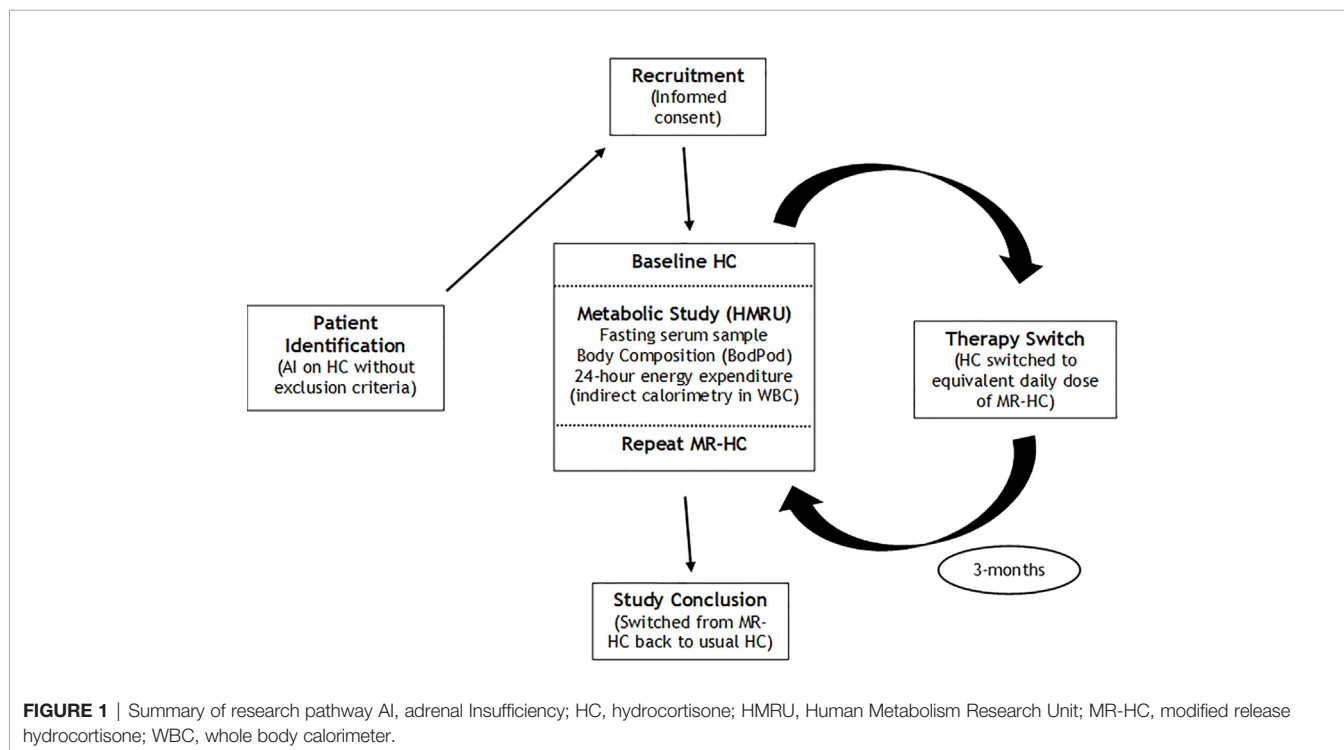 Recruitment
(Informed
consent)
Patient
Identification
(AI on HC without
exclusion criteria)
Baseline HC
Metabolic Study (HMRU)
Fasting serum sample
Body Composition (BodPod)
24-hour energy expenditure
(indirect calorimetry in WBC)
Repeat MR-HC
Therapy Switch
(HC switched to
equivalent daily dose
of MR-HC)
3-months
Study Conclusion
(Switched from MR-
HC back to usual HC)
FIGURE 1 | Summary of research pathway AI, adrenal Insufficiency; HC, hydrocortisone; HMRU, Human Metabolism Research Unit; MR-HC, modified release
hydrocortisone; WBC, whole body calorimeter.